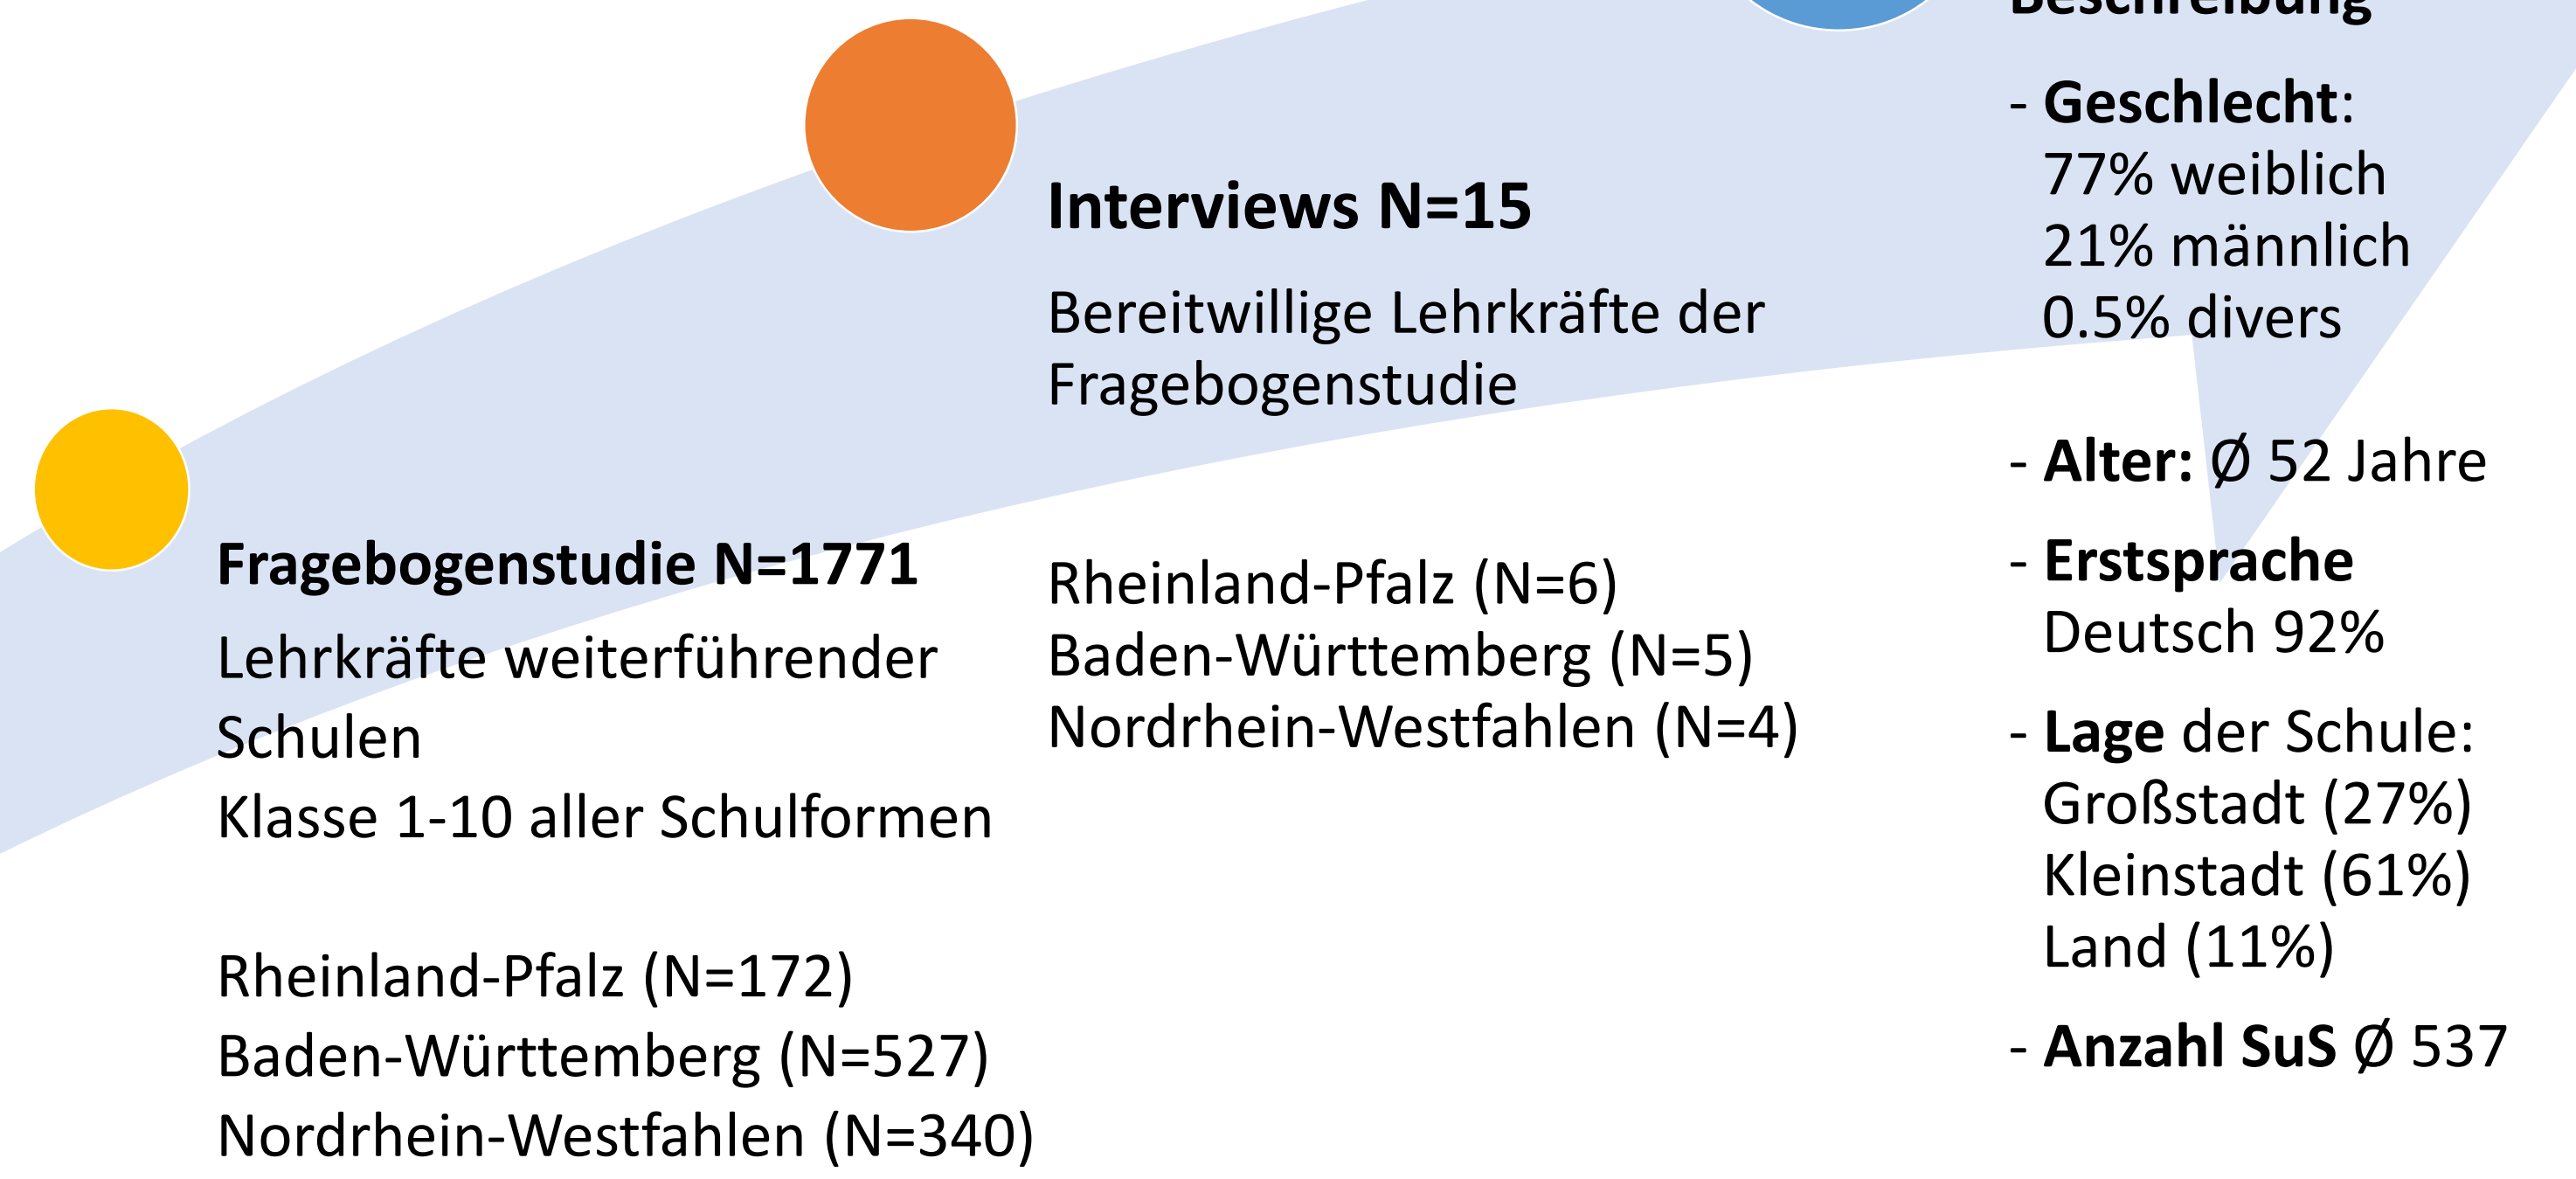 Fragebogenstudie N=1771
Lehrkräfte weiterführender
Schulen
Klasse 1-10 aller Schulformen
Rheinland-Pfalz (N=172)
Baden-Württemberg (N=527)
Nordrhein-Westfahlen (N=340)
Interviews N=15
Bereitwillige Lehrkräfte der
Fragebogenstudie
Rheinland-Pfalz (N=6)
Baden-Württemberg (N=5)
Nordrhein-Westfahlen (N=4)
Beschreibung
- Geschlecht:
77% weiblich
21% männlich
0.5% divers
- Alter: Ø 52 Jahre
- Erstsprache
Deutsch 92%
- Lage der Schule:
Großstadt (27%)
Kleinstadt (61%)
Land (11%)
- Anzahl SuS Ø 537